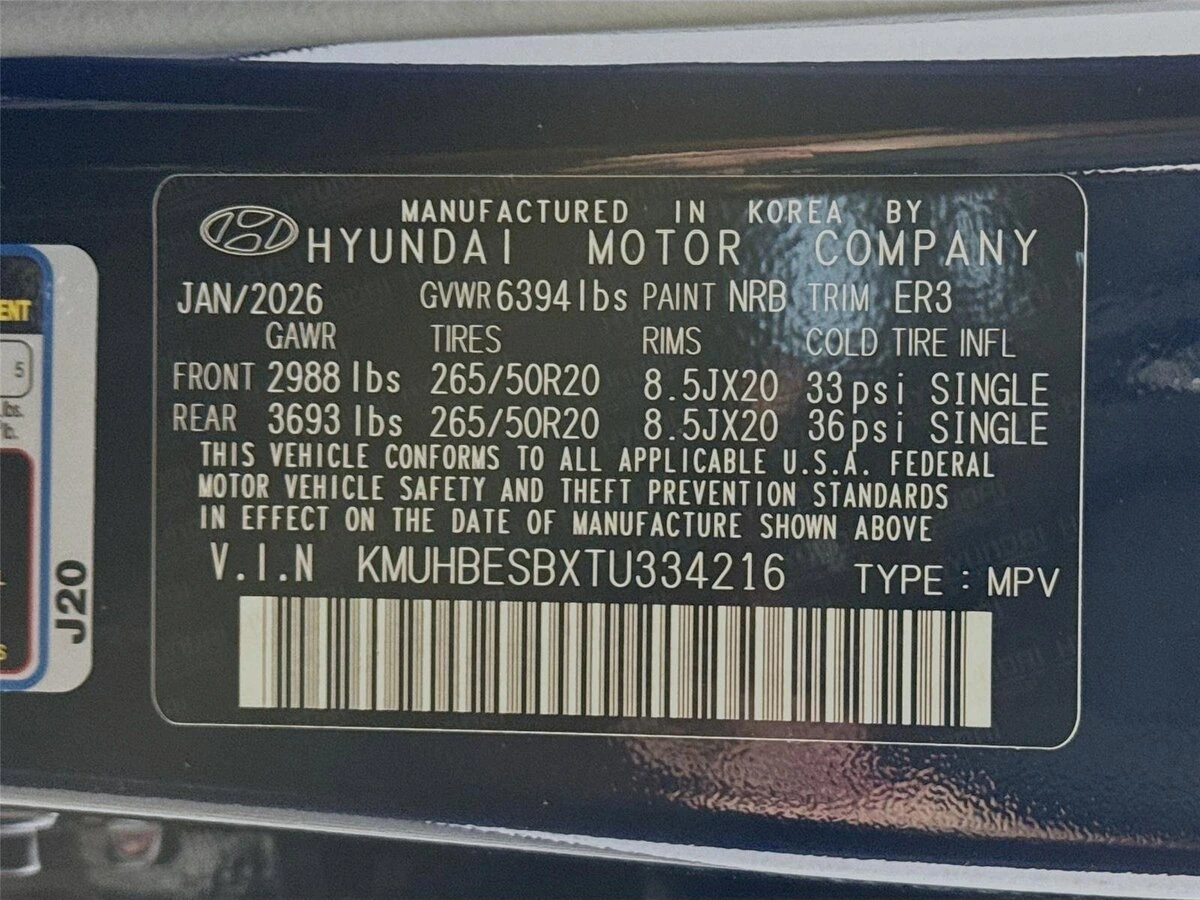 MANUFACTURED IN KOREA BY
HYUNDAI MOTOR COMPANY
JAN/2026 GVWR 6394 lbs PAINT NRB TRIM ER3
GAWR TIRES RIMS COLD TIRE INFL
FRONT 2988 lbs 265/50R20 8.5JX20 33psi SINGLE
REAR 3693 lbs 265/50R20 8.5JX20 36psi SINGLE
THIS VEHICLE CONFORMS TO ALL APPLICABLE U.S.A. FEDERAL
MOTOR VEHICLE SAFETY AND THEFT PREVENTION STANDARDS
IN EFFECT ON THE DATE OF MANUFACTURE SHOWN ABOVE
V.I.N KMUHBESBXTU334216 TYPE : MPV
ENT
5
lbs.
J20
S